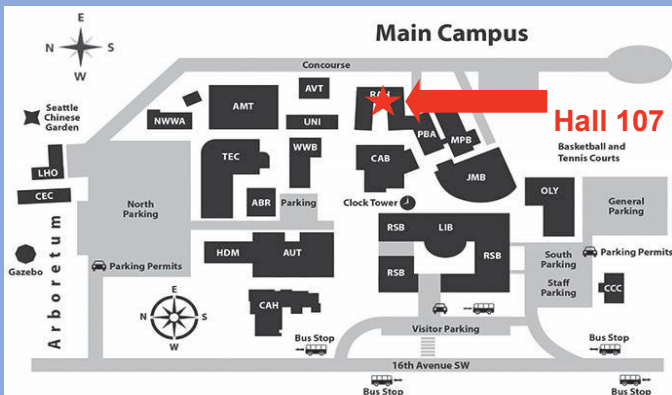 Main Campus
E
N
S
W
Concourse
Seattle
Chinese
Garden
NWWA
AMT
AVT
UNI
RAH
PBA
MPB
Hall 107
Basketball and
Tennis Courts
LHO
CEC
TEC
WWB
CAB
JMB
OLY
General
Parking
North
Parking
ABR
Parking
Clock Tower
RSB
LIB
RSB
RSB
South
Parking
Staff
Parking
Parking Permits
CCC
Arboretum
Gazebo
Parking Permits
HDM
AUT
CAH
E
N
S
W
Visitor Parking
Bus Stop
Bus Stop
16th Avenue SW
Bus Stop
Bus Stop